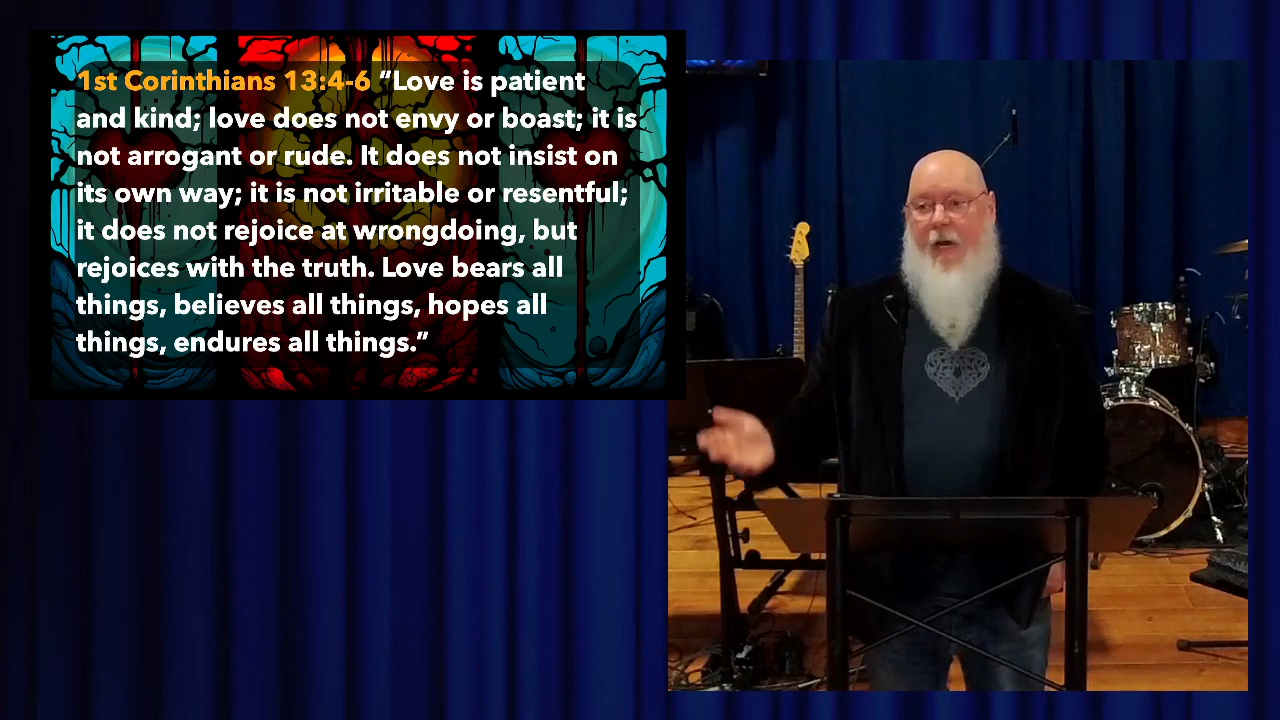 1st Corinthians 13:4-6 “Love is patient
and kind; love does not envy or boast; it is
not arrogant or rude. It does not insist on
its own way; it is not irritable or resentful;
it does not rejoice at wrongdoing, but
rejoices with the truth. Love bears all
things, believes all things, hopes all
things, endures all things.”